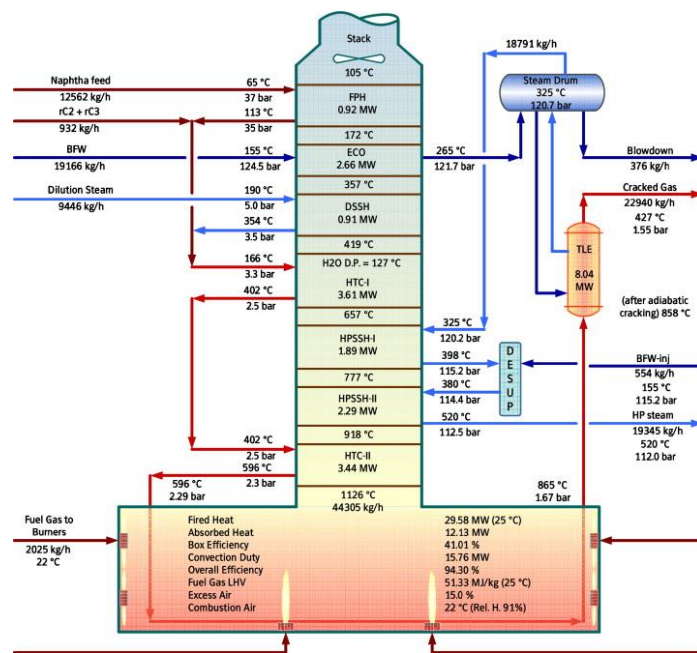 Stack
105 °C
18791 kg/h
Steam Drum
325 °C
120.7 bar
Naphtha feed
12562 kg/h
65 °C
37 bar
rC2 + rC3
932 kg/h
113 °C
35 bar
FPH
0.92 MW
172 °C
BFW
19166 kg/h
155 °C
124.5 bar
ECO
2.66 MW
265 °C
121.7 bar
Blowdown
376 kg/h
357 °C
Dilution Steam
9446 kg/h
190 °C
5.0 bar
DSSH
0.91 MW
354 °C
3.5 bar
419 °C
Cracked Gas
22940 kg/h
427 °C
1.55 bar
TLE
8.04
MW
(after adiabatic
cracking) 858 °C
166 °C
3.3 bar
H2O D.P. = 127 °C
HTC-I
3.61 MW
402 °C
2.5 bar
657 °C
325 °C
120.2 bar
HPSSH-I
1.89 MW
398 °C
115.2 bar
D
E
S
U
P
BFW-inj
554 kg/h
155 °C
115.2 bar
777 °C
380 °C
114.4 bar
HPSSH-II
2.29 MW
520 °C
112.5 bar
HP steam
19345 kg/h
520 °C
112.0 bar
918 °C
402 °C
2.5 bar
HTC-II
3.44 MW
596 °C
2.3 bar
596 °C
2.29 bar
1126 °C
44305 kg/h
865 °C
1.67 bar
Fuel Gas to
Burners
2025 kg/h
22 °C
Fired Heat 29.58 MW (25 °C)
Absorbed Heat 12.13 MW
Box Efficiency 41.01 %
Convection Duty 15.76 MW
Overall Efficiency 94.30 %
Fuel Gas LHV 51.33 MJ/kg (25 °C)
Excess Air 15.0 %
Combustion Air 22 °C (Rel. H. 91%)